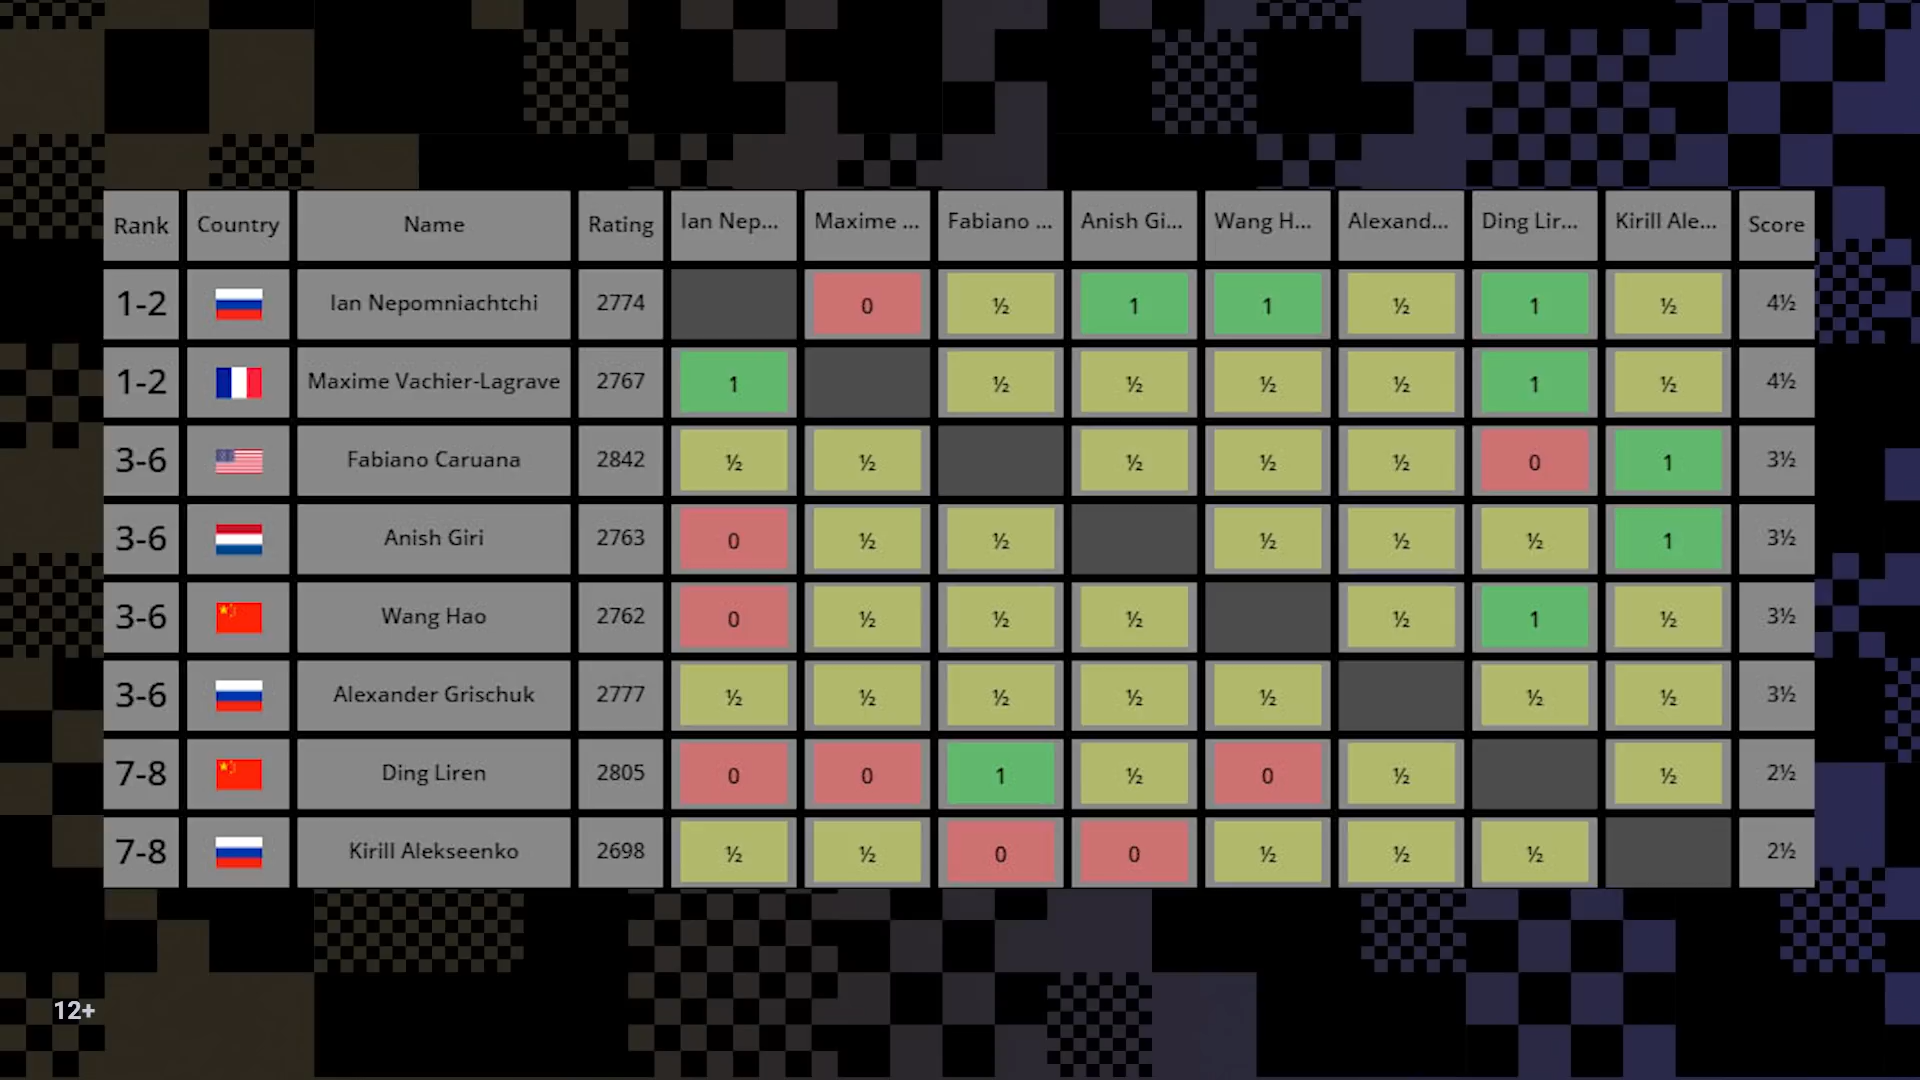 Rank Country Name Rating Ian Nep... Maxime ... Fabiano ... Anish Gi... Wang H... Alexand... Ding Lir... Kirill Ale... Score
1-2 Ian Nepomniachtchi 2774 0 ½ 1 1 ½ 1 ½ 4½
1-2 Maxime Vachier-Lagrave 2767 1 ½ ½ ½ ½ 1 ½ 4½
3-6 Fabiano Caruana 2842 ½ ½ ½ ½ ½ 0 1 3½
3-6 Anish Giri 2763 0 ½ ½ ½ ½ ½ 1 3½
3-6 Wang Hao 2762 0 ½ ½ ½ ½ 1 ½ 3½
3-6 Alexander Grischuk 2777 ½ ½ ½ ½ ½ ½ ½ 3½
7-8 Ding Liren 2805 0 0 1 ½ 0 ½ ½ 2½
7-8 Kirill Alekseenko 2698 ½ ½ 0 0 ½ ½ ½ 2½
12+